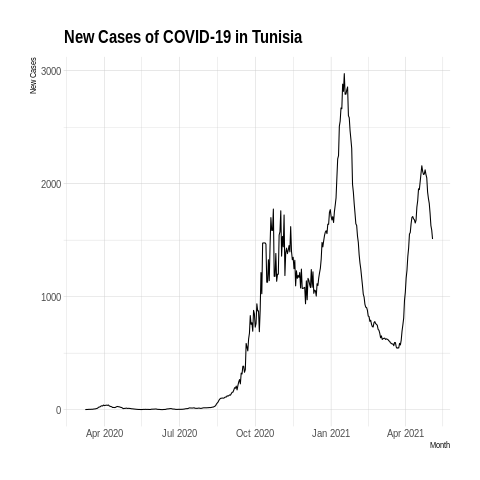 New Cases of COVID-19 in Tunisia
New Cases
3000
2000
1000
0
Apr 2020 Jul 2020 Oct 2020 Jan 2021 Apr 2021
Month